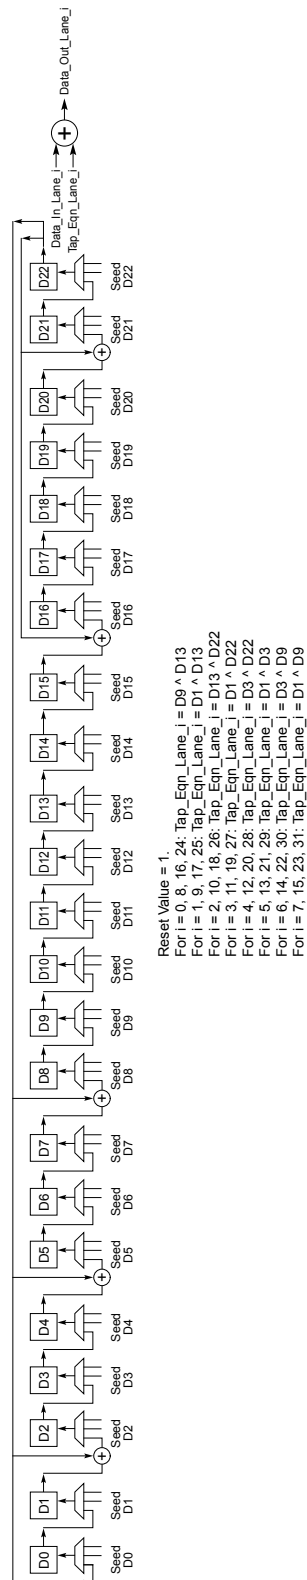 D0 D1 D2 D3 D4 D5 D6 D7 D8 D9 D10 D11 D12 D13 D14 D15 D16 D17 D18 D19 D20 D21 D22
Seed D0
Seed D1
Seed D2
Seed D3
Seed D4
Seed D5
Seed D6
Seed D7
Seed D8
Seed D9
Seed D10
Seed D11
Seed D12
Seed D13
Seed D14
Seed D15
Seed D16
Seed D17
Seed D18
Seed D19
Seed D20
Seed D21
Seed D22
Data_In_Lane_i
Tap_Eqn_Lane_i
Data_Out_Lane_i
Reset Value = 1.
For i = 0, 8, 16, 24: Tap_Eqn_Lane_i = D9 ^ D13
For i = 1, 9, 17, 25: Tap_Eqn_Lane_i = D1 ^ D13
For i = 2, 10, 18, 26: Tap_Eqn_Lane_i = D13 ^ D22
For i = 3, 11, 19, 27: Tap_Eqn_Lane_i = D1 ^ D22
For i = 4, 12, 20, 28: Tap_Eqn_Lane_i = D3 ^ D22
For i = 5, 13, 21, 29: Tap_Eqn_Lane_i = D1 ^ D3
For i = 6, 14, 22, 30: Tap_Eqn_Lane_i = D3 ^ D9
For i = 7, 15, 23, 31: Tap_Eqn_Lane_i = D1 ^ D9